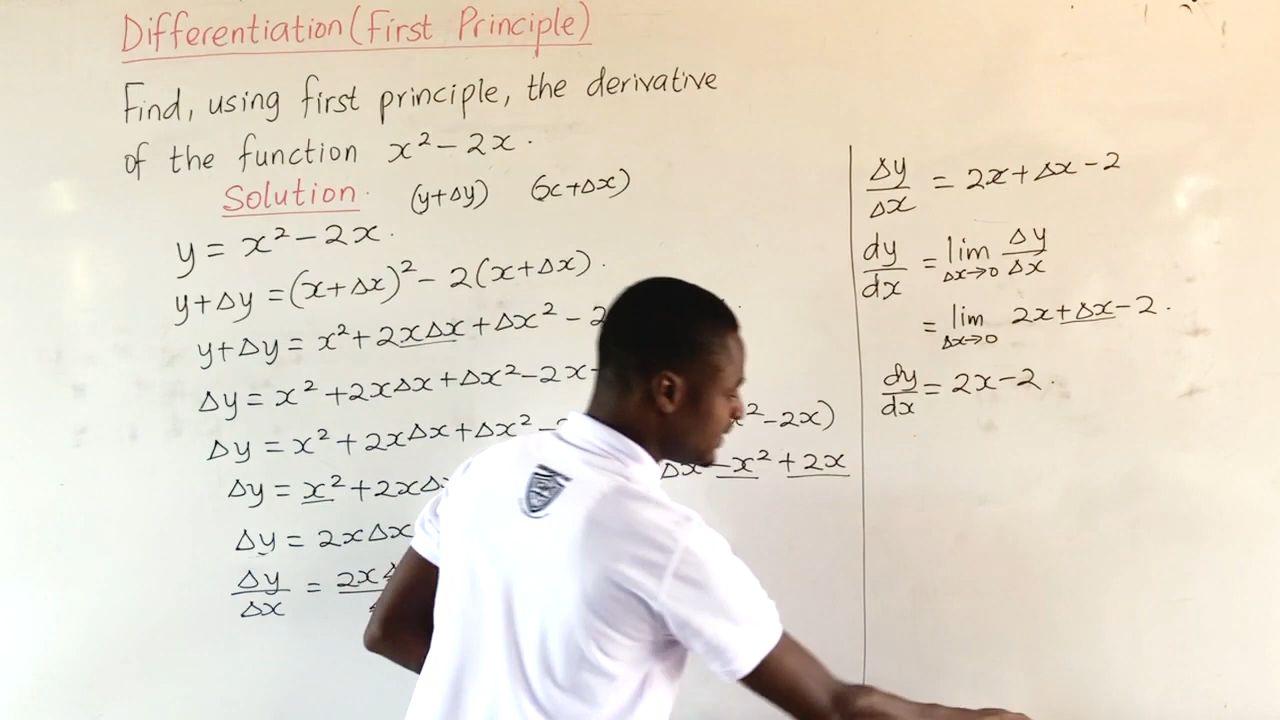 Differentiation(First Principle)
Find, using first principle, the derivative
of the function x² - 2x.
Solution. (y+Δy) (x+Δx)
y = x² - 2x.
y+Δy = (x+Δx)² - 2(x+Δx).
y+Δy = x² + 2xΔx + Δx² - 2
Δy = x² + 2xΔx + Δx² - 2x -
Δy = x² + 2xΔx + Δx² - ² - 2x)
Δy = x² + 2xΔ Δx - x² + 2x
Δy = 2xΔx
Δy/Δx = 2x
Δy/Δx = 2x + Δx - 2
dy/dx = lim Δx→0 Δy/Δx
= lim Δx→0 2x + Δx - 2.
dy/dx = 2x - 2.